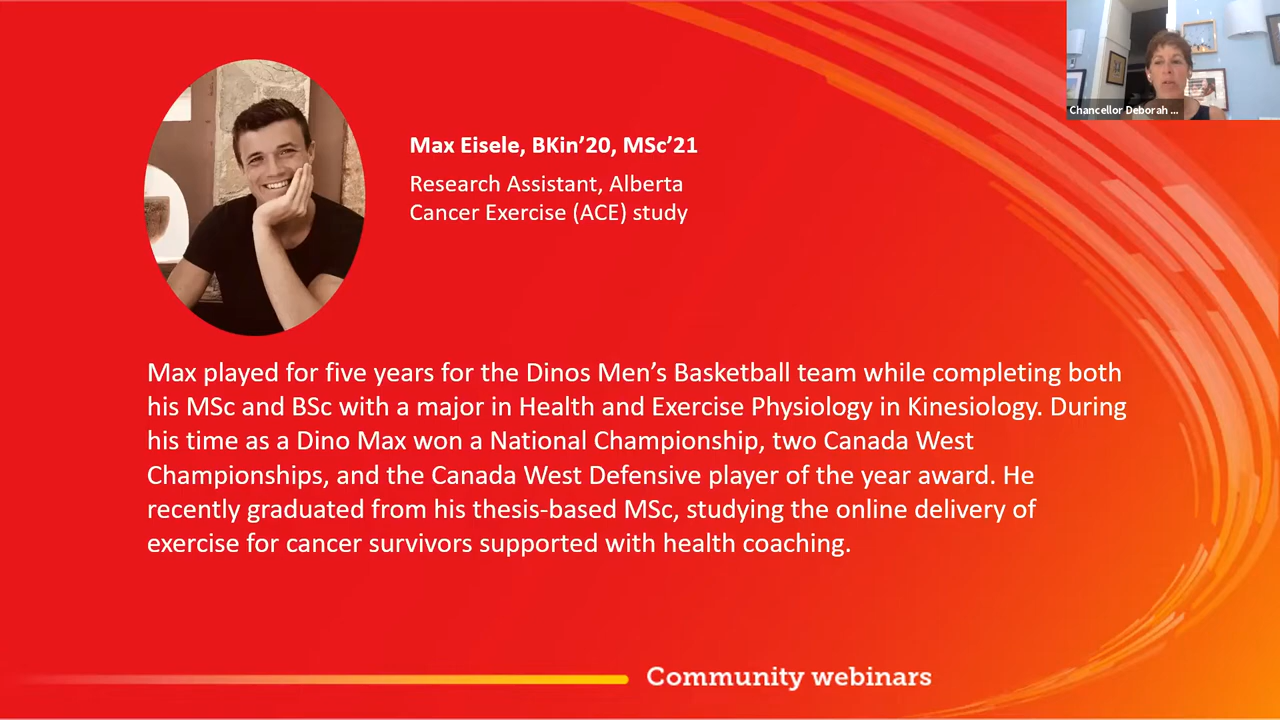 Chancellor Deborah ...
Max Eisele, BKin’20, MSc’21
Research Assistant, Alberta
Cancer Exercise (ACE) study
Max played for five years for the Dinos Men’s Basketball team while completing both
his MSc and BSc with a major in Health and Exercise Physiology in Kinesiology. During
his time as a Dino Max won a National Championship, two Canada West
Championships, and the Canada West Defensive player of the year award. He
recently graduated from his thesis-based MSc, studying the online delivery of
exercise for cancer survivors supported with health coaching.
Community webinars